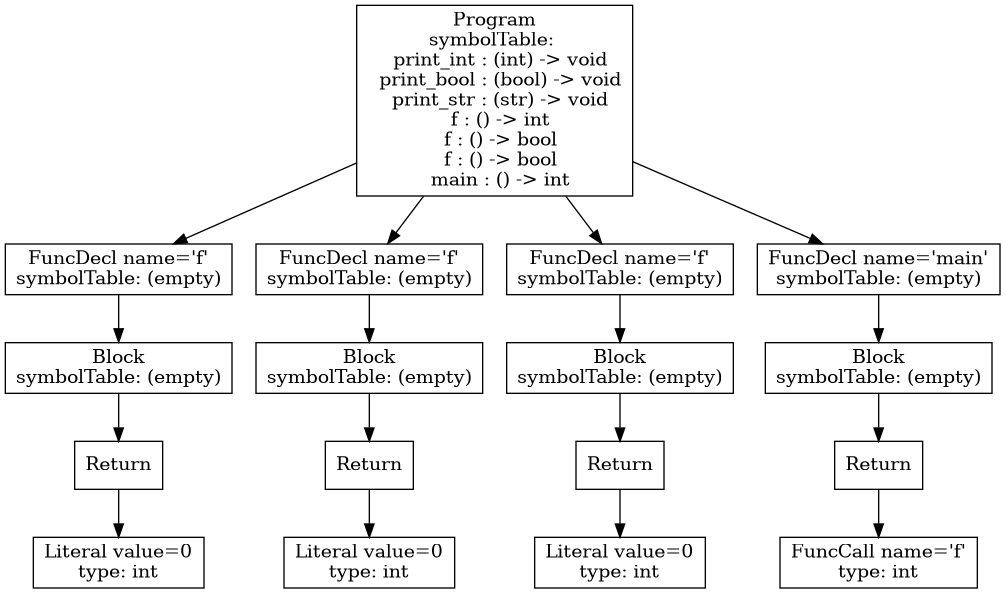 Program
symbolTable:
print_int : (int) -> void
print_bool : (bool) -> void
print_str : (str) -> void
f : () -> int
f : () -> bool
f : () -> bool
main : () -> int
FuncDecl name='f'
symbolTable: (empty)
FuncDecl name='f'
symbolTable: (empty)
FuncDecl name='f'
symbolTable: (empty)
FuncDecl name='main'
symbolTable: (empty)
Block
symbolTable: (empty)
Block
symbolTable: (empty)
Block
symbolTable: (empty)
Block
symbolTable: (empty)
Return
Return
Return
Return
Literal value=0
type: int
Literal value=0
type: int
Literal value=0
type: int
FuncCall name='f'
type: int